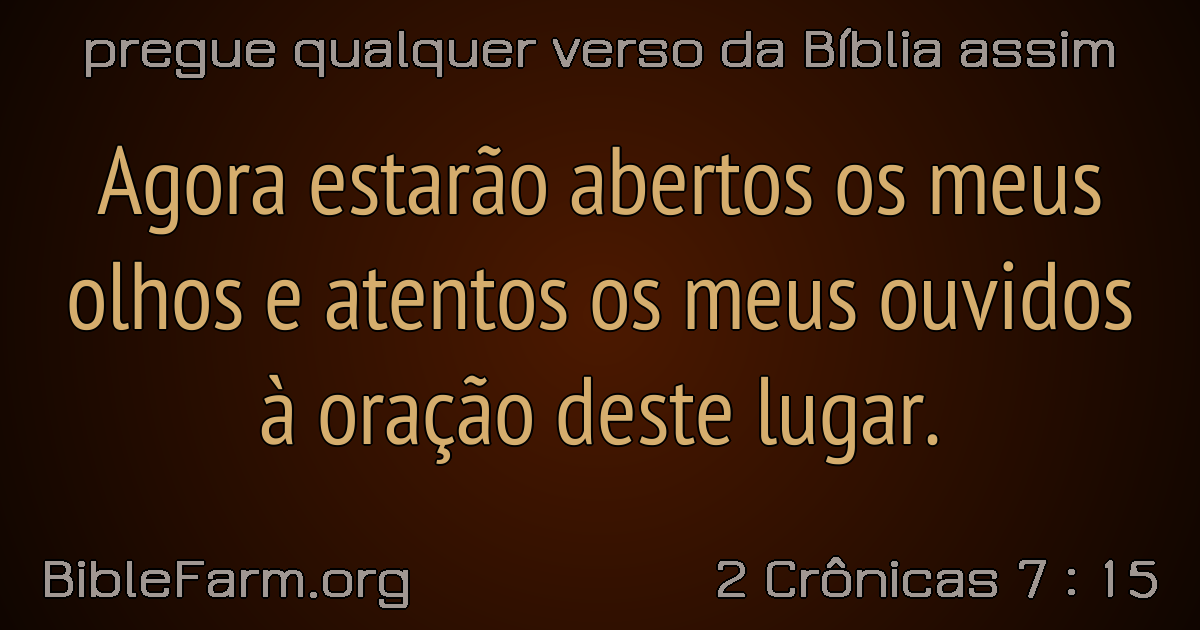 pregue qualquer verso da Bíblia assim
Agora estarão abertos os meus
olhos e atentos os meus ouvidos
à oração deste lugar.
BibleFarm.org
2 Crônicas 7 : 15